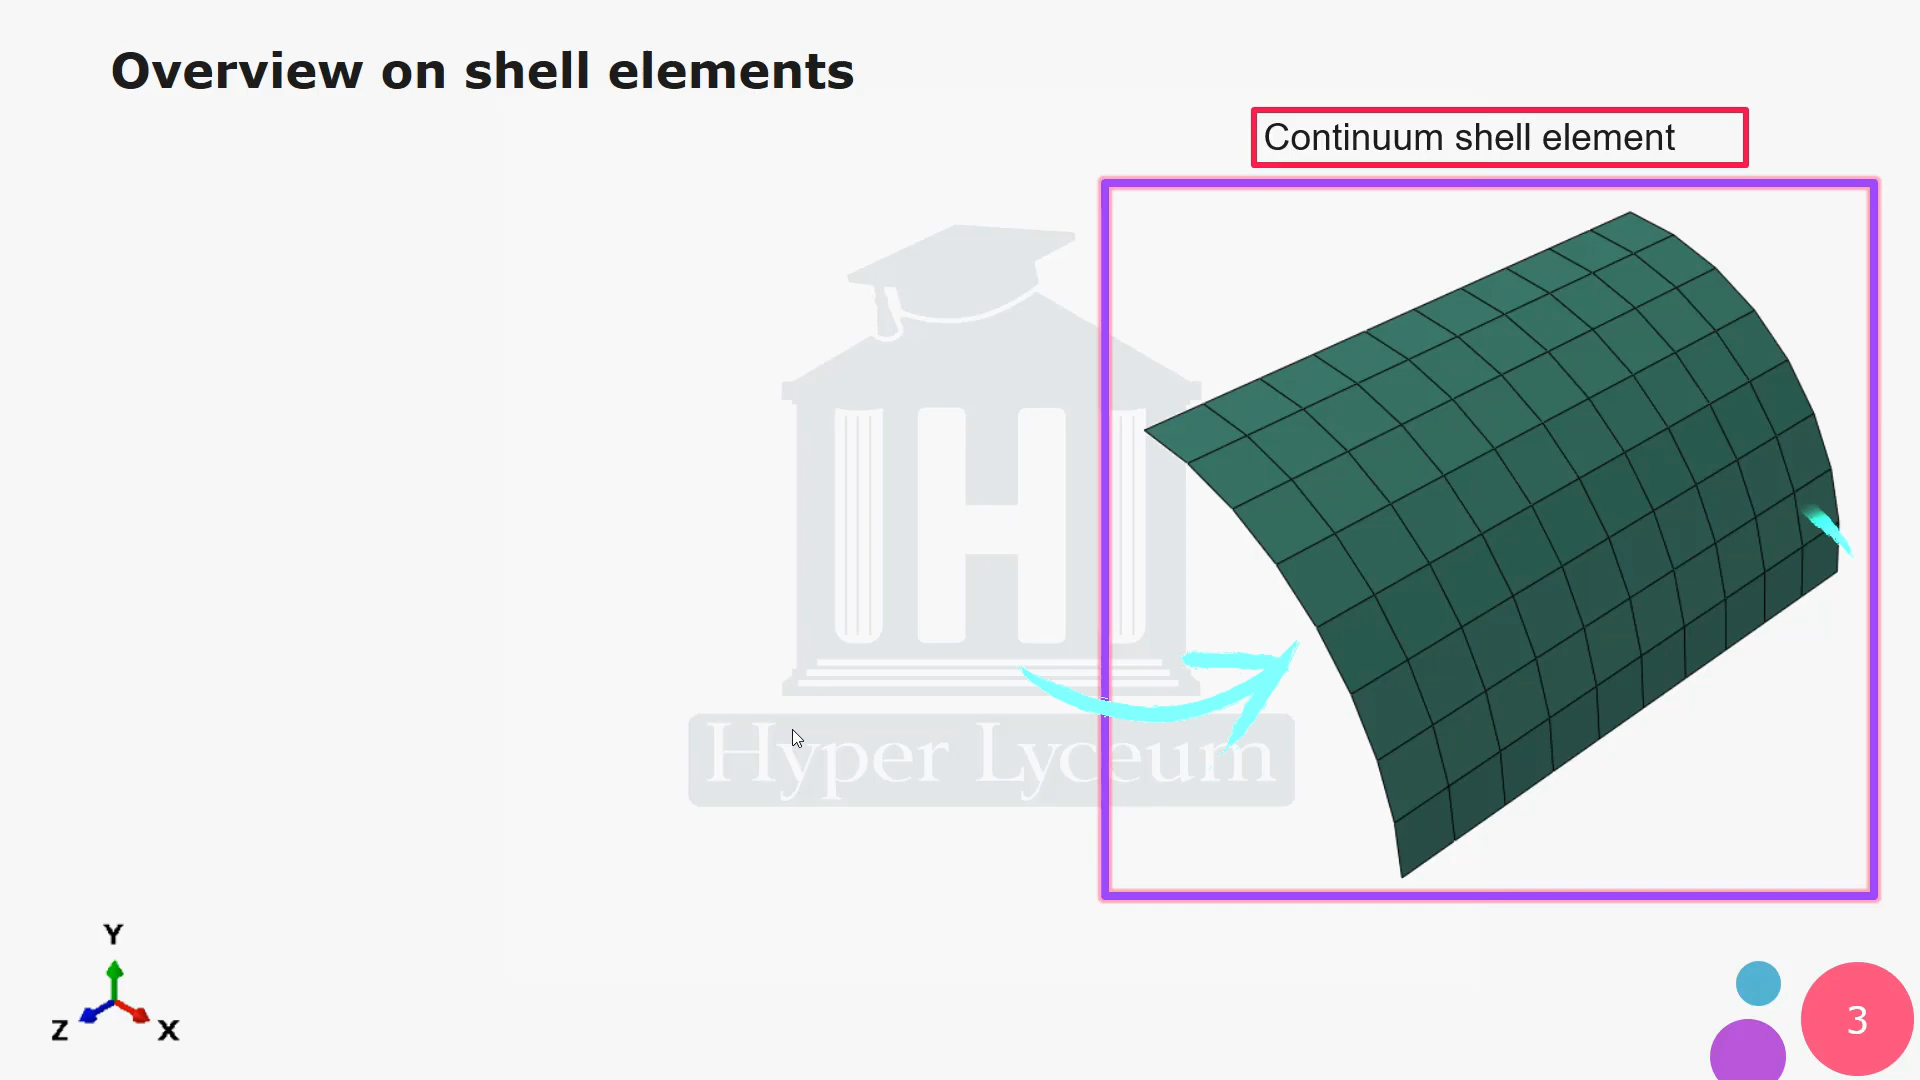 Overview on shell elements
Continuum shell element
Hyper Lyceum
Y
Z
X
3